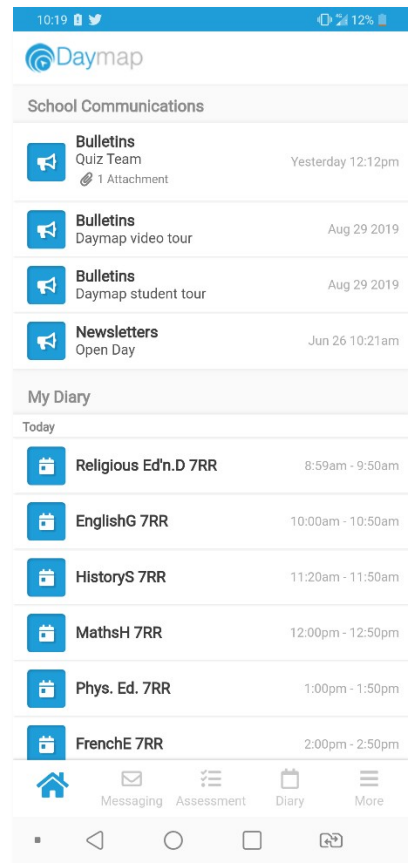 10:19 12%
Daymap
School Communications
Bulletins
Quiz Team Yesterday 12:12pm
1 Attachment
Bulletins
Daymap video tour Aug 29 2019
Bulletins
Daymap student tour Aug 29 2019
Newsletters
Open Day Jun 26 10:21am
My Diary
Today
Religious Ed'n.D 7RR 8:59am - 9:50am
EnglishG 7RR 10:00am - 10:50am
HistoryS 7RR 11:20am - 11:50am
MathsH 7RR 12:00pm - 12:50pm
Phys. Ed. 7RR 1:00pm - 1:50pm
FrenchE 7RR 2:00pm - 2:50pm
Messaging Assessment Diary More